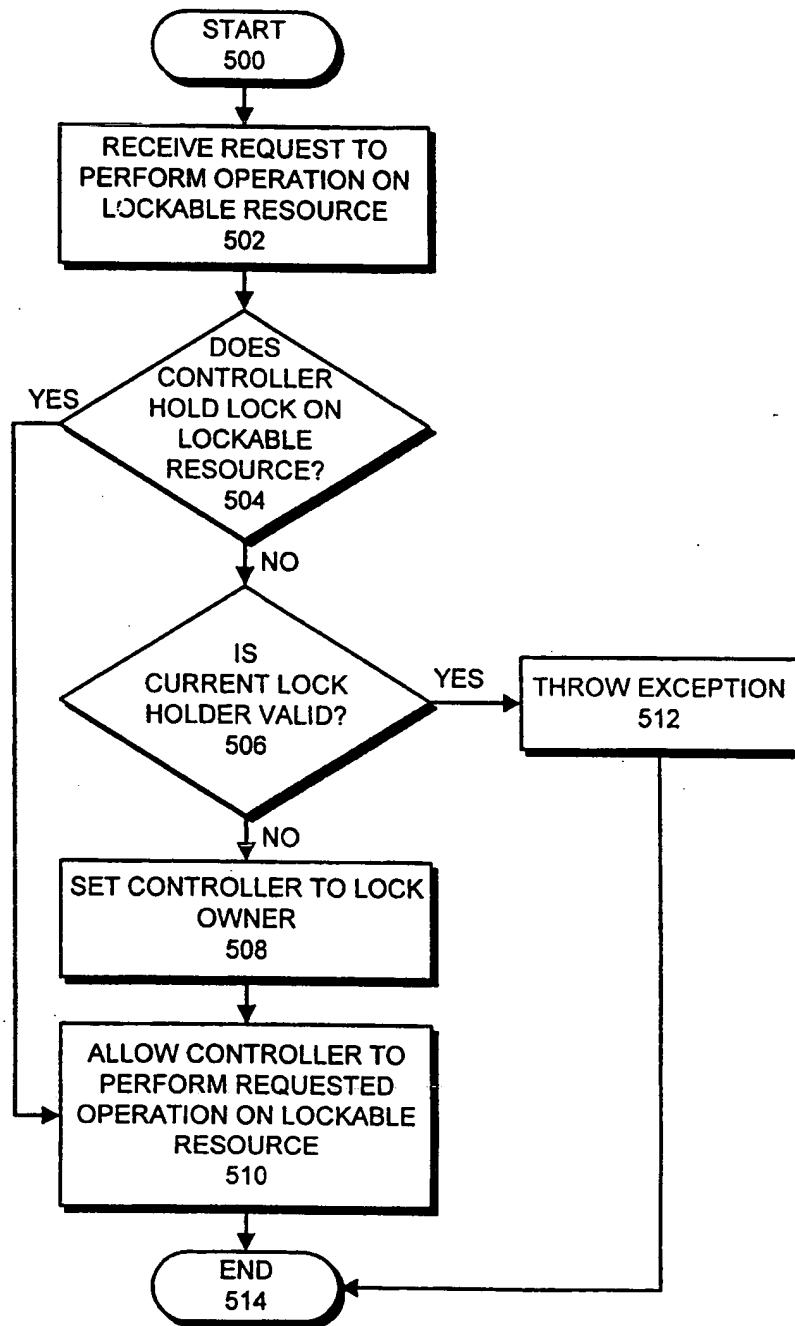 START
500
RECEIVE REQUEST TO
PERFORM OPERATION ON
LOCKABLE RESOURCE
502
DOES
CONTROLLER
HOLD LOCK ON
LOCKABLE
RESOURCE?
504
YES
NO
IS
CURRENT LOCK
HOLDER VALID?
506
YES
THROW EXCEPTION
512
NO
SET CONTROLLER TO LOCK
OWNER
508
ALLOW CONTROLLER TO
PERFORM REQUESTED
OPERATION ON LOCKABLE
RESOURCE
510
END
514